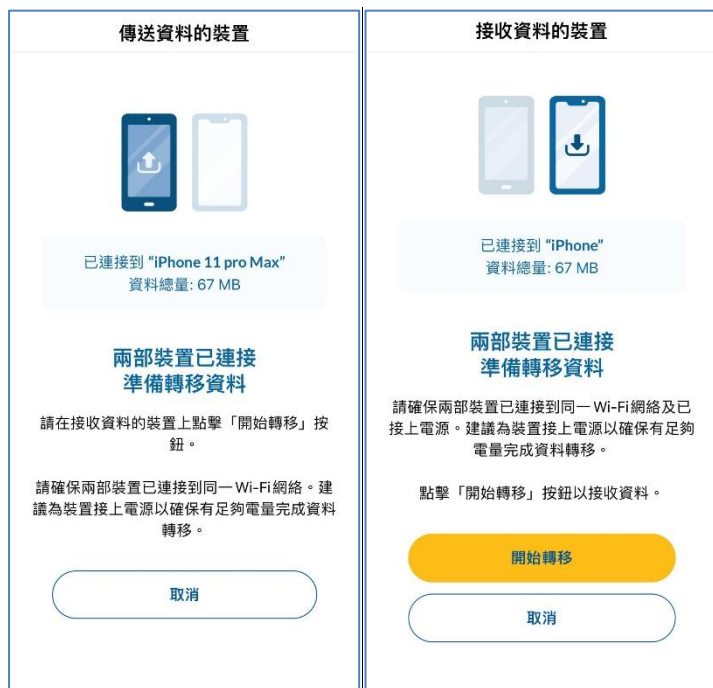 傳送資料的裝置
已連接到 “iPhone 11 pro Max”
資料總量: 67 MB
兩部裝置已連接
準備轉移資料
請在接收資料的裝置上點擊「開始轉移」按
鈕。
請確保兩部裝置已連接到同一 Wi-Fi 網絡。建
議為裝置接上電源以確保有足夠電量完成資料
轉移。
取消
接收資料的裝置
已連接到 “iPhone”
資料總量: 67 MB
兩部裝置已連接
準備轉移資料
請確保兩部裝置已連接到同一 Wi-Fi 網絡及已
接上電源。建議為裝置接上電源以確保有足夠
電量完成資料轉移。
點擊「開始轉移」按鈕以接收資料。
開始轉移
取消